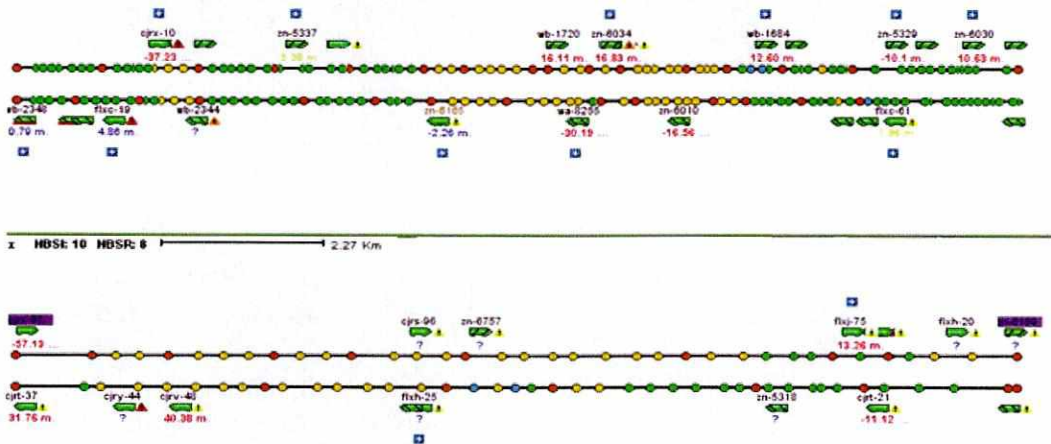 cjrx-10 zn-5337 wb-1720 zn-6034 wb-1684 zn-5329 zn-6030
-37.23 ... 16.11 m. 16.83 m. 12.60 m. -10.1 m. 10.63 m.
wb-2348 flxc-19 wb-2344 zn-6165 wa-8255 zn-6010 flxc-61
0.79 m. 4.86 m. ? -2.26 m. -30.19 ... -16.56 ...
x HBSI: 10 HBSR: 8 2.27 Km
cjrs-96 zn-6757 flxj-75 flxh-20
-57.13 ... ? ? 13.26 m. ? ?
cjrt-37 cjry-44 cjrv-48 flxh-25 zn-5318 cjrt-21
31.76 m. ? 40.38 m. ? ? -11.12 ...